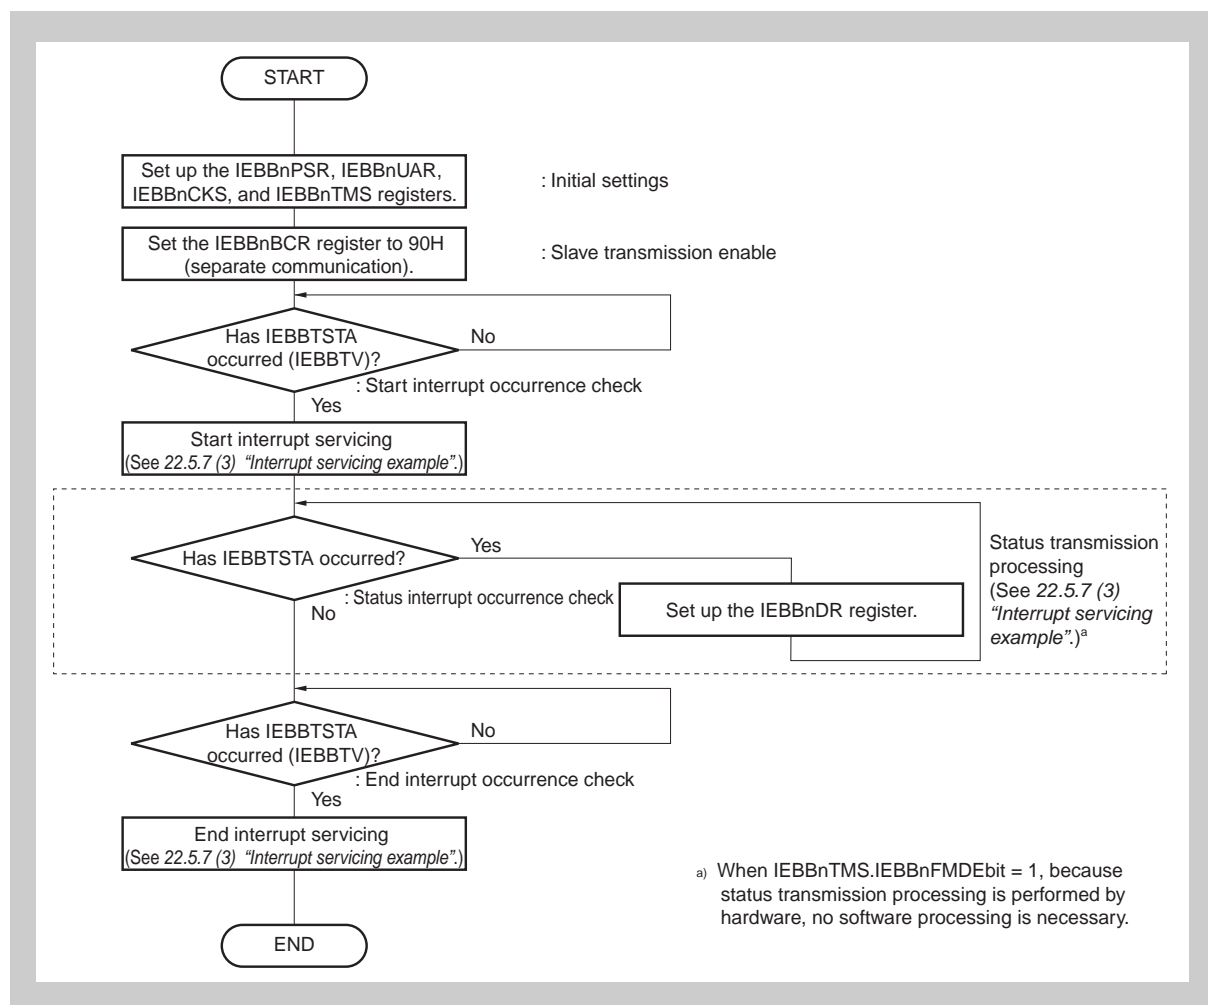 START
Set up the IEBBnPSR, IEBBnUAR,
IEBBnCKS, and IEBBnTMS registers.
: Initial settings
Set the IEBBnBCR register to 90H
(separate communication).
: Slave transmission enable
Has IEBBTSTA
occurred (IEBBTV)?
No
: Start interrupt occurrence check
Yes
Start interrupt servicing
(See 22.5.7 (3) “Interrupt servicing example”.)
Has IEBBTSTA occurred?
Yes
: Status interrupt occurrence check
No
Set up the IEBBnDR register.
Status transmission
processing
(See 22.5.7 (3)
“Interrupt servicing
example”.)a
Has IEBBTSTA
occurred (IEBBTV)?
No
: End interrupt occurrence check
Yes
End interrupt servicing
(See 22.5.7 (3) “Interrupt servicing example”.)
END
a) When IEBBnTMS.IEBBnFMDEbit = 1, because
status transmission processing is performed by
hardware, no software processing is necessary.